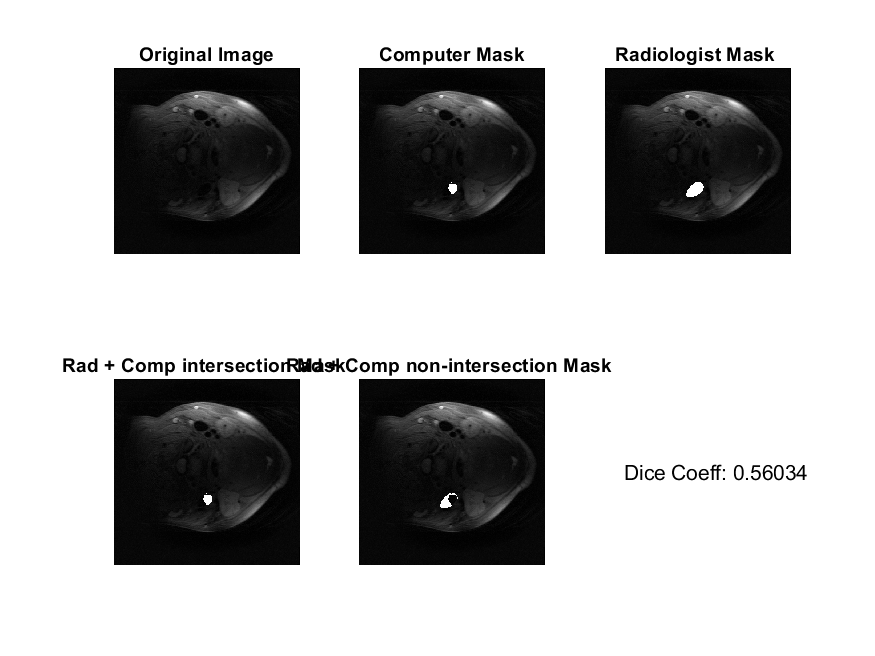 Original Image
Computer Mask
Radiologist Mask
Rad + Comp intersection Mask
Rad + Comp non-intersection Mask
Dice Coeff: 0.56034